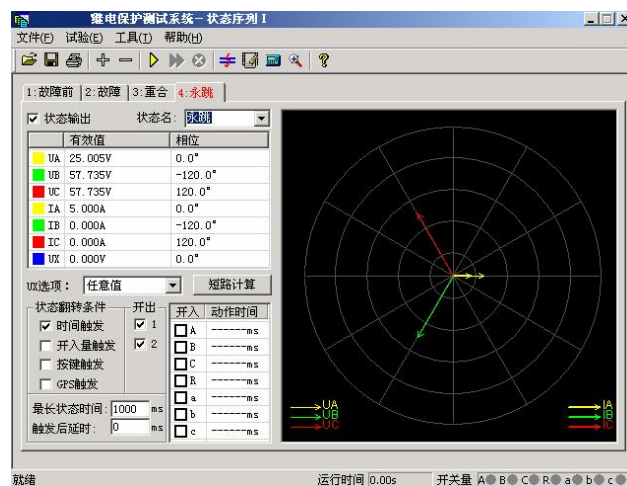 继电保护测试系统－状态序列 I
文件(F) 试验(E) 工具(T) 帮助(H)
1:故障前 2:故障 3:重合 4:永跳
状态输出 状态名: 永跳
有效值 相位
UA 25.005V 0.0°
UB 57.735V -120.0°
UC 57.735V 120.0°
IA 5.000A 0.0°
IB 0.000A -120.0°
IC 0.000A 120.0°
UX 0.000V 0.0°
UX选项: 任意值 短路计算
状态翻转条件 开出 开入 动作时间
时间触发 1 A ------ms
开入量触发 2 B ------ms
按键触发 C ------ms
GPS触发 R ------ms
a ------ms
最长状态时间: 1000 ms b ------ms
触发后延时: 0 ms c ------ms
UA IA
UB IB
UC IC
就绪 运行时间 0.00s 开关量 A B C R a b c